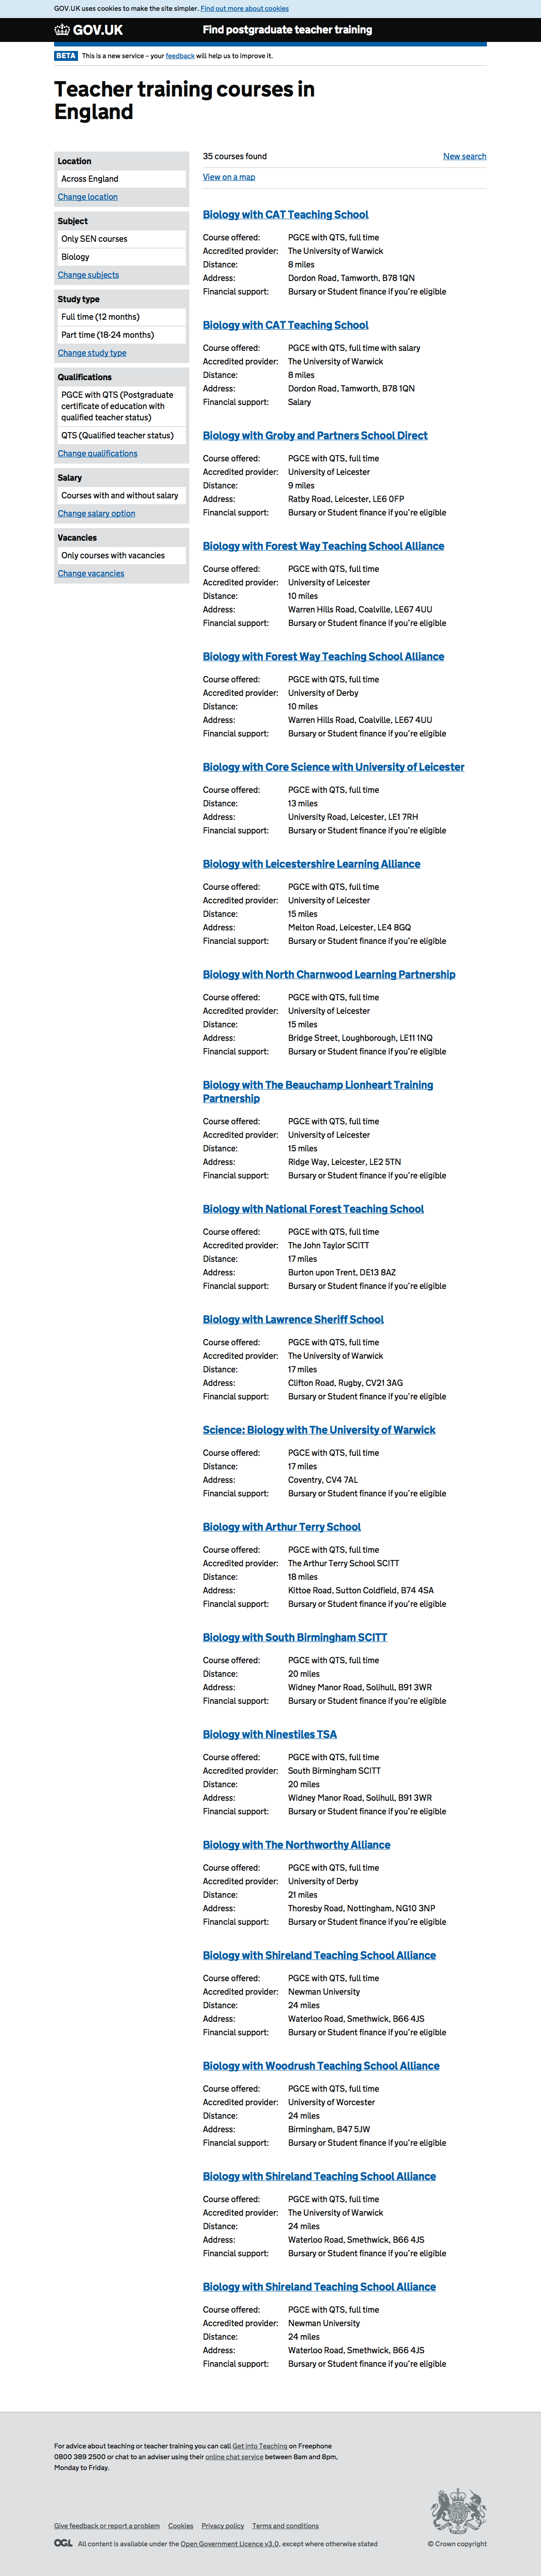 GOV.UK uses cookies to make the site simpler. Find out more about cookies
GOV.UK
Find postgraduate teacher training
BETA This is a new service – your feedback will help us to improve it.
Teacher training courses in
England
Location
Across England
Change location
Subject
Only SEN courses
Biology
Change subjects
Study type
Full time (12 months)
Part time (18-24 months)
Change study type
Qualifications
PGCE with QTS (Postgraduate
certificate of education with
qualified teacher status)
QTS (Qualified teacher status)
Change qualifications
Salary
Courses with and without salary
Change salary option
Vacancies
Only courses with vacancies
Change vacancies
35 courses found New search
View on a map
Biology with CAT Teaching School
Course offered: PGCE with QTS, full time
Accredited provider: The University of Warwick
Distance: 8 miles
Address: Dordon Road, Tamworth, B78 1QN
Financial support: Bursary or Student finance if you're eligible
Biology with CAT Teaching School
Course offered: PGCE with QTS, full time with salary
Accredited provider: The University of Warwick
Distance: 8 miles
Address: Dordon Road, Tamworth, B78 1QN
Financial support: Salary
Biology with Groby and Partners School Direct
Course offered: PGCE with QTS, full time
Accredited provider: University of Leicester
Distance: 9 miles
Address: Ratby Road, Leicester, LE6 0FP
Financial support: Bursary or Student finance if you're eligible
Biology with Forest Way Teaching School Alliance
Course offered: PGCE with QTS, full time
Accredited provider: University of Leicester
Distance: 10 miles
Address: Warren Hills Road, Coalville, LE67 4UU
Financial support: Bursary or Student finance if you're eligible
Biology with Forest Way Teaching School Alliance
Course offered: PGCE with QTS, full time
Accredited provider: University of Derby
Distance: 10 miles
Address: Warren Hills Road, Coalville, LE67 4UU
Financial support: Bursary or Student finance if you're eligible
Biology with Core Science with University of Leicester
Course offered: PGCE with QTS, full time
Distance: 13 miles
Address: University Road, Leicester, LE1 7RH
Financial support: Bursary or Student finance if you're eligible
Biology with Leicestershire Learning Alliance
Course offered: PGCE with QTS, full time
Accredited provider: University of Leicester
Distance: 15 miles
Address: Melton Road, Leicester, LE4 8GQ
Financial support: Bursary or Student finance if you're eligible
Biology with North Charnwood Learning Partnership
Course offered: PGCE with QTS, full time
Accredited provider: University of Leicester
Distance: 15 miles
Address: Bridge Street, Loughborough, LE11 1NQ
Financial support: Bursary or Student finance if you're eligible
Biology with The Beauchamp Lionheart Training
Partnership
Course offered: PGCE with QTS, full time
Accredited provider: University of Leicester
Distance: 15 miles
Address: Ridge Way, Leicester, LE2 5TN
Financial support: Bursary or Student finance if you're eligible
Biology with National Forest Teaching School
Course offered: PGCE with QTS, full time
Accredited provider: The John Taylor SCITT
Distance: 17 miles
Address: Burton upon Trent, DE13 8AZ
Financial support: Bursary or Student finance if you're eligible
Biology with Lawrence Sheriff School
Course offered: PGCE with QTS, full time
Accredited provider: The University of Warwick
Distance: 17 miles
Address: Clifton Road, Rugby, CV21 3AG
Financial support: Bursary or Student finance if you're eligible
Science: Biology with The University of Warwick
Course offered: PGCE with QTS, full time
Distance: 17 miles
Address: Coventry, CV4 7AL
Financial support: Bursary or Student finance if you're eligible
Biology with Arthur Terry School
Course offered: PGCE with QTS, full time
Accredited provider: The Arthur Terry School SCITT
Distance: 18 miles
Address: Kittoe Road, Sutton Coldfield, B74 4SA
Financial support: Bursary or Student finance if you're eligible
Biology with South Birmingham SCITT
Course offered: PGCE with QTS, full time
Distance: 20 miles
Address: Widney Manor Road, Solihull, B91 3WR
Financial support: Bursary or Student finance if you're eligible
Biology with Ninestiles TSA
Course offered: PGCE with QTS, full time
Accredited provider: South Birmingham SCITT
Distance: 20 miles
Address: Widney Manor Road, Solihull, B91 3WR
Financial support: Bursary or Student finance if you're eligible
Biology with The Northworthy Alliance
Course offered: PGCE with QTS, full time
Accredited provider: University of Derby
Distance: 21 miles
Address: Thoresby Road, Nottingham, NG10 3NP
Financial support: Bursary or Student finance if you're eligible
Biology with Shireland Teaching School Alliance
Course offered: PGCE with QTS, full time
Accredited provider: Newman University
Distance: 24 miles
Address: Waterloo Road, Smethwick, B66 4JS
Financial support: Bursary or Student finance if you're eligible
Biology with Woodrush Teaching School Alliance
Course offered: PGCE with QTS, full time
Accredited provider: University of Worcester
Distance: 24 miles
Address: Birmingham, B47 5JW
Financial support: Bursary or Student finance if you're eligible
Biology with Shireland Teaching School Alliance
Course offered: PGCE with QTS, full time
Accredited provider: The University of Warwick
Distance: 24 miles
Address: Waterloo Road, Smethwick, B66 4JS
Financial support: Bursary or Student finance if you're eligible
Biology with Shireland Teaching School Alliance
Course offered: PGCE with QTS, full time
Accredited provider: Newman University
Distance: 24 miles
Address: Waterloo Road, Smethwick, B66 4JS
Financial support: Bursary or Student finance if you're eligible
For advice about teaching or teacher training you can call Get into Teaching on Freephone
0800 389 2500 or chat to an adviser using their online chat service between 8am and 8pm,
Monday to Friday.
Give feedback or report a problem Cookies Privacy policy Terms and conditions
OGL All content is available under the Open Government Licence v3.0, except where otherwise stated
© Crown copyright